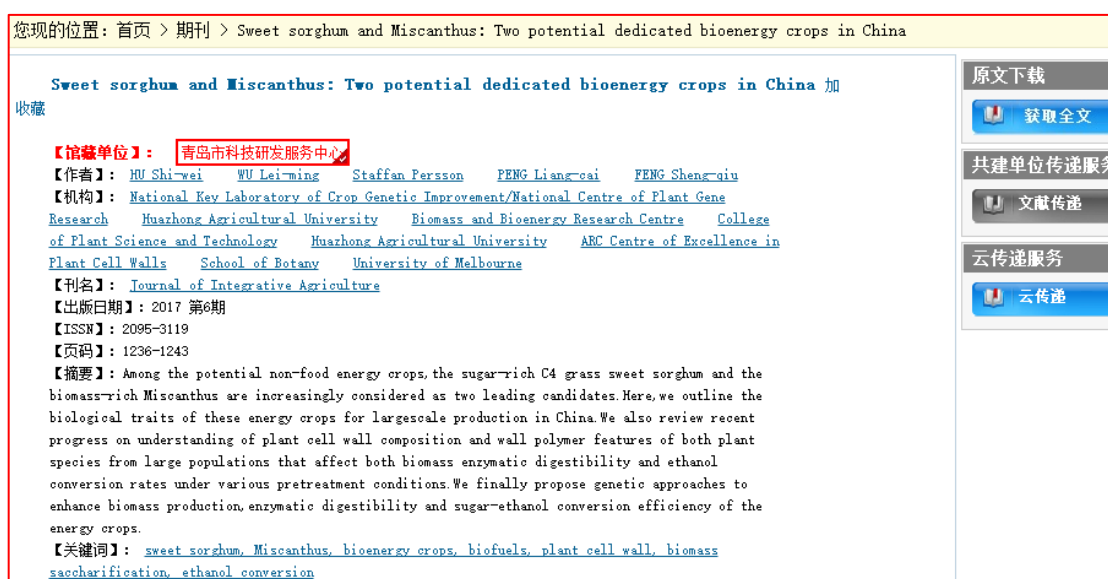 您现的位置：首页 > 期刊 > Sweet sorghum and Miscanthus: Two potential dedicated bioenergy crops in China
Sweet sorghum and Miscanthus: Two potential dedicated bioenergy crops in China 加
收藏
【馆藏单位】： 青岛市科技研发服务中心
【作者】： HU Shi-wei WU Lei-ming Staffan Persson PENG Liang-cai FENG Sheng-qiu
【机构】： National Key Laboratory of Crop Genetic Improvement/National Centre of Plant Gene
Research Huazhong Agricultural University Biomass and Bioenergy Research Centre College
of Plant Science and Technology Huazhong Agricultural University ARC Centre of Excellence in
Plant Cell Walls School of Botany University of Melbourne
【刊名】： Journal of Integrative Agriculture
【出版日期】：2017 第6期
【ISSN】：2095-3119
【页码】：1236-1243
【摘要】：Among the potential non-food energy crops,the sugar-rich C4 grass sweet sorghum and the
biomass-rich Miscanthus are increasingly considered as two leading candidates.Here,we outline the
biological traits of these energy crops for largescale production in China.We also review recent
progress on understanding of plant cell wall composition and wall polymer features of both plant
species from large populations that affect both biomass enzymatic digestibility and ethanol
conversion rates under various pretreatment conditions.We finally propose genetic approaches to
enhance biomass production,enzymatic digestibility and sugar-ethanol conversion efficiency of the
energy crops.
【关键词】： sweet sorghum, Miscanthus, bioenergy crops, biofuels, plant cell wall, biomass
saccharification, ethanol conversion
原文下载
获取全文
共建单位传递服务
文献传递
云传递服务
云传递